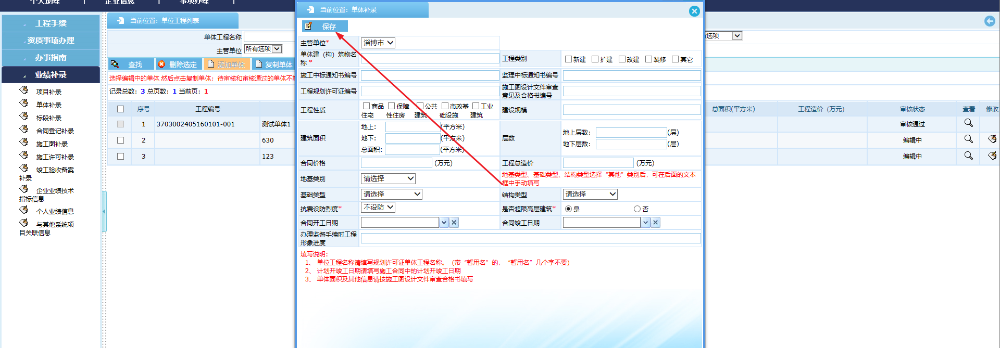 个人助理 | 企业信息 | 事项办理 |
工程手续
资质事项办理
办事指南
业绩补录
项目补录
单体补录
标段补录
合同登记补录
施工图补录
施工许可补录
竣工验收备案
补录
企业业绩技术
指标信息
个人业绩信息
与其他系统项
目关联信息
当前位置：单位工程列表
单体工程名称
主管单位 所有选项
查找 删除选定 添加单体 复制单体
选择编辑中的单体 然后点击复制单体；待审核和审核通过的单体不能
记录总数：3 总页数：1 当前页：1
序号 工程编号
1 3703002405160101-001 测试单体1
2 630
3 123
当前位置：单体补录
保存
主管单位* 淄博市
单体建（构）筑物名
称 *
工程类别 新建 扩建 改建 装修 其它
施工中标通知书编号 监理中标通知书编号
工程规划许可证编号
施工图设计文件审查
意见及合格书编号
工程性质
商品 保障 公共 市政基 工业
住宅 性住房 建筑 础设施 建筑
建设规模
建筑面积
地上： (平方米)
地下： (平方米)
总面积： (平方米)
层数
地上层数： (层)
地下层数： (层)
合同价格 (万元) 工程总造价 (万元)
地基类别 请选择
地基类型、基础类型、结构类型选择“其他”类别后，可在后面的文本
框中手动填写
基础类型 请选择 结构类型 请选择
抗震设防烈度* 不设防 是否超限高层建筑* 是 否
合同开工日期 合同竣工日期
办理监督手续时工程
形象进度
填写说明：
1、 单位工程名称请填写规划许可证单体工程名称。（带“暂用名”的，“暂用名”几个字不要）
2、 计划开竣工日期请填写施工合同中的计划开竣工日期
3、 单体面积及其他信息请按施工图设计文件审查合格书填写
选项
总面积(平方米) 工程造价（万元） 审核状态 查看 修改
审核通过
编辑中
编辑中